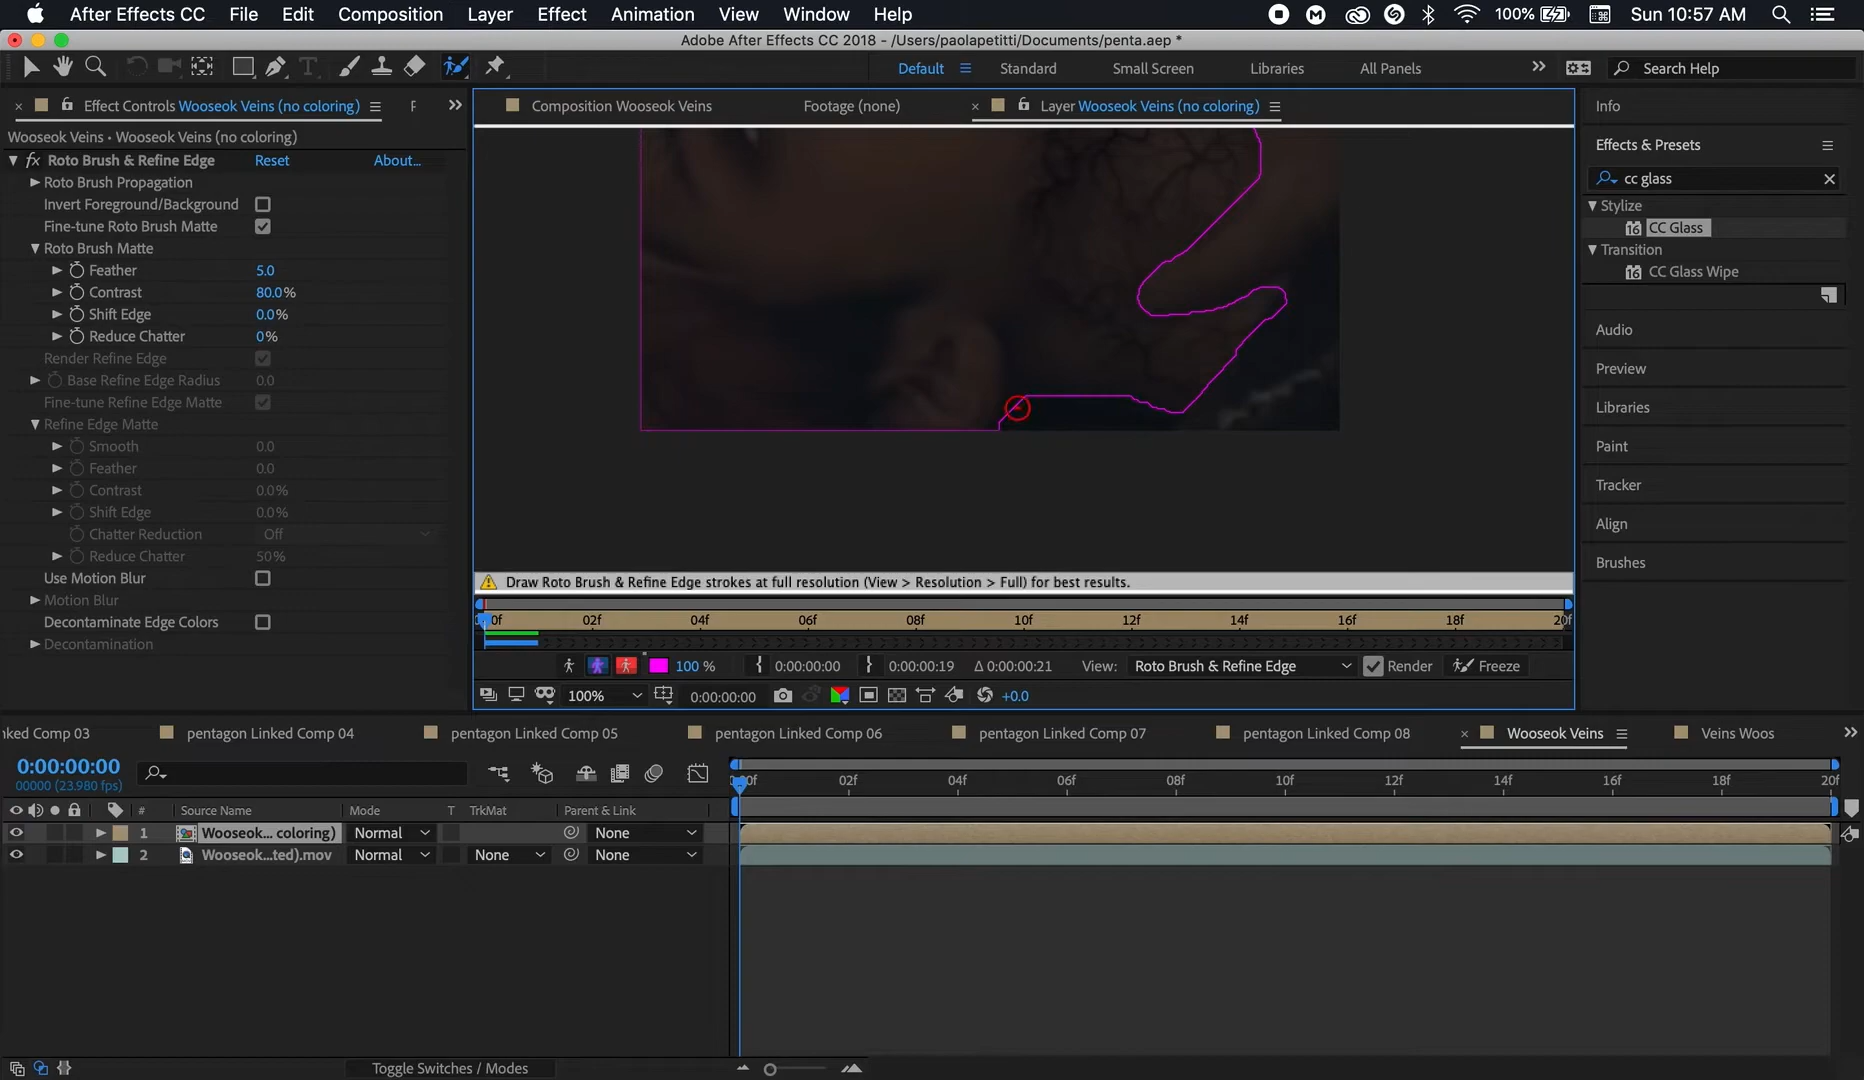 After Effects CC File Edit Composition Layer Effect Animation View Window Help 100% Sun 10:57 AM
Adobe After Effects CC 2018 - /Users/paolapetitti/Documents/penta.aep *
Default Standard Small Screen Libraries All Panels Search Help
Effect Controls Wooseok Veins (no coloring)
Composition Wooseok Veins Footage (none) Layer Wooseok Veins (no coloring)
Wooseok Veins • Wooseok Veins (no coloring)
fx Roto Brush & Refine Edge Reset About...
Roto Brush Propagation
Invert Foreground/Background
Fine-tune Roto Brush Matte
Roto Brush Matte
Feather 5.0
Contrast 80.0%
Shift Edge 0.0%
Reduce Chatter 0%
Render Refine Edge
Base Refine Edge Radius 0.0
Fine-tune Refine Edge Matte
Refine Edge Matte
Smooth 0.0
Feather 0.0
Contrast 0.0%
Shift Edge 0.0%
Chatter Reduction Off
Reduce Chatter 50%
Use Motion Blur
Motion Blur
Decontaminate Edge Colors
Decontamination
Info
Effects & Presets
cc glass
Stylize
16 CC Glass
Transition
16 CC Glass Wipe
Audio
Preview
Libraries
Paint
Tracker
Align
Brushes
Draw Roto Brush & Refine Edge strokes at full resolution (View > Resolution > Full) for best results.
0f 02f 04f 06f 08f 10f 12f 14f 16f 18f 20f
100 % 0:00:00:00 0:00:00:19 Δ 0:00:00:21 View: Roto Brush & Refine Edge Render Freeze
100% 0:00:00:00 +0.0
nked Comp 03 pentagon Linked Comp 04 pentagon Linked Comp 05 pentagon Linked Comp 06 pentagon Linked Comp 07 pentagon Linked Comp 08 Wooseok Veins Veins Woos
0:00:00:00
00000 (23.980 fps)
0f 02f 04f 06f 08f 10f 12f 14f 16f 18f 20f
# Source Name Mode T TrkMat Parent & Link
1 Wooseok... coloring) Normal None
2 Wooseok...ted).mov Normal None None
Toggle Switches / Modes